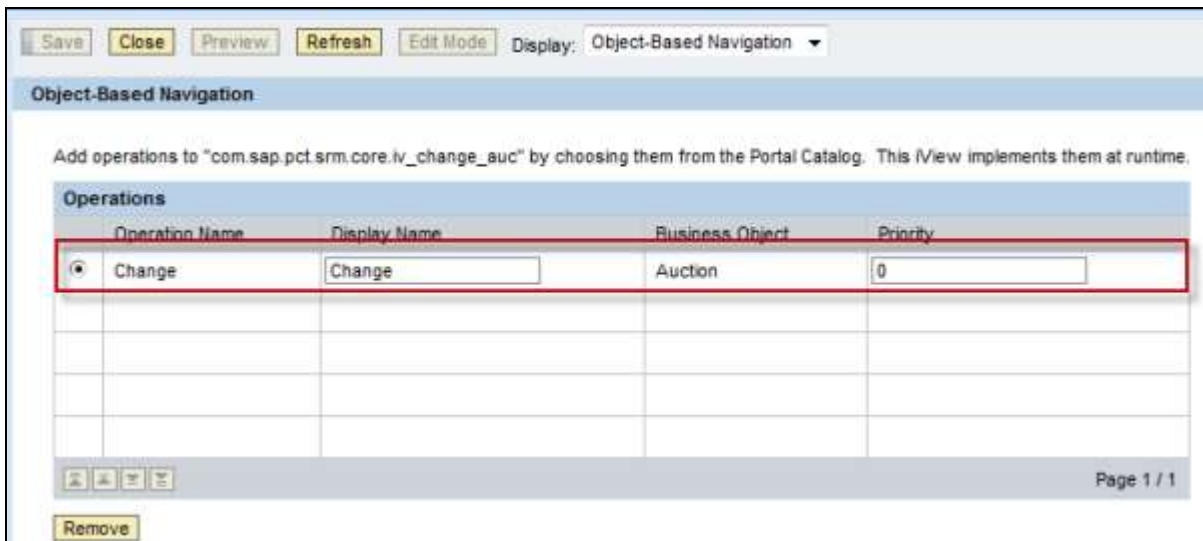 Save Close Preview Refresh Edit Mode Display: Object-Based Navigation
Object-Based Navigation
Add operations to "com.sap.pct.srm.core.iv_change_auc" by choosing them from the Portal Catalog. This iView implements them at runtime.
Operations
Operation Name Display Name Business Object Priority
Change Change Auction 0
Page 1 / 1
Remove